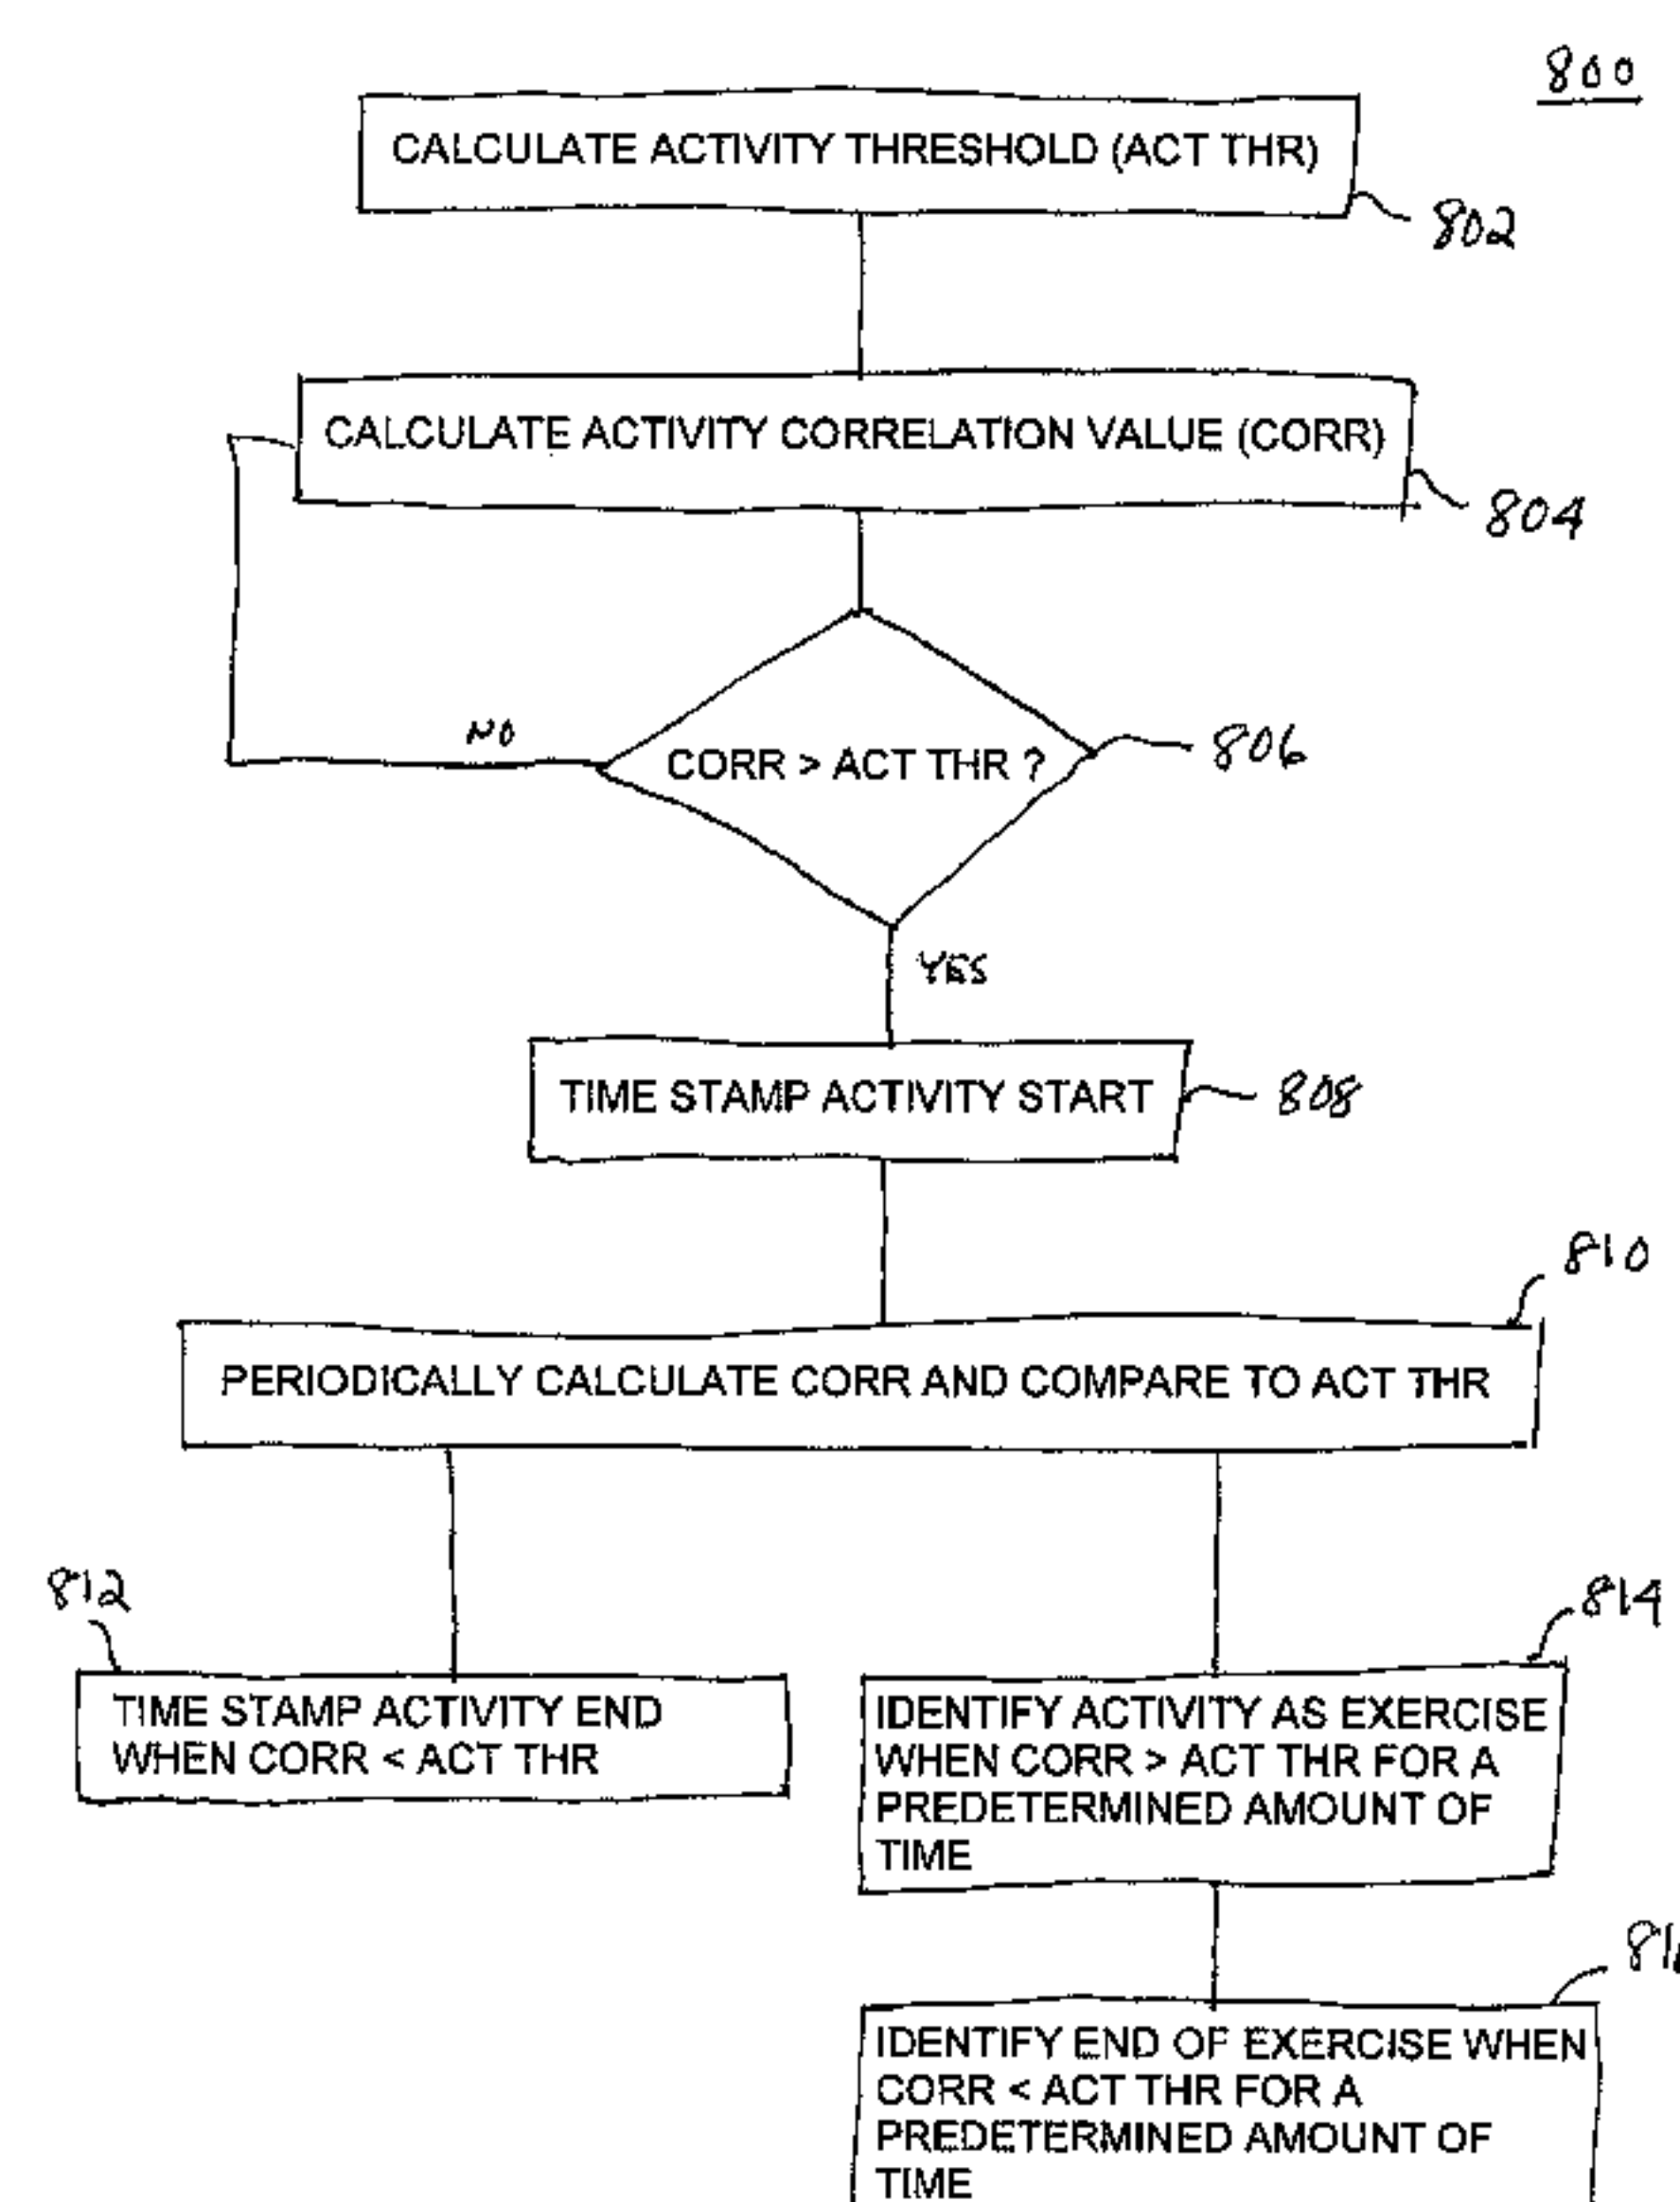 800
CALCULATE ACTIVITY THRESHOLD (ACT THR)
802
CALCULATE ACTIVITY CORRELATION VALUE (CORR)
804
NO
CORR > ACT THR ?
806
YES
TIME STAMP ACTIVITY START
808
810
PERIODICALLY CALCULATE CORR AND COMPARE TO ACT THR
812
TIME STAMP ACTIVITY END
WHEN CORR < ACT THR
814
IDENTIFY ACTIVITY AS EXERCISE
WHEN CORR > ACT THR FOR A
PREDETERMINED AMOUNT OF
TIME
IDENTIFY END OF EXERCISE WHEN
CORR < ACT THR FOR A
PREDETERMINED AMOUNT OF
TIME